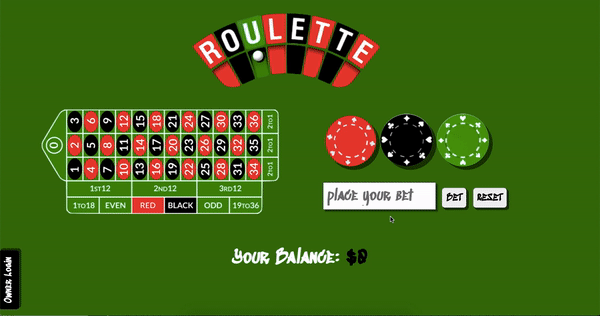 ROULETTE
3 6 9 12 15 18 21 24 27 30 33 36 2TO1
0 2 5 8 11 14 17 20 23 26 29 32 35 2TO1
1 4 7 10 13 16 19 22 25 28 31 34 2TO1
1ST12 2ND12 3RD12
1TO18 EVEN RED BLACK ODD 19TO36
PLACE YOUR BET BET RESET
YOUR BALANCE: $0
OWNER LOGIN